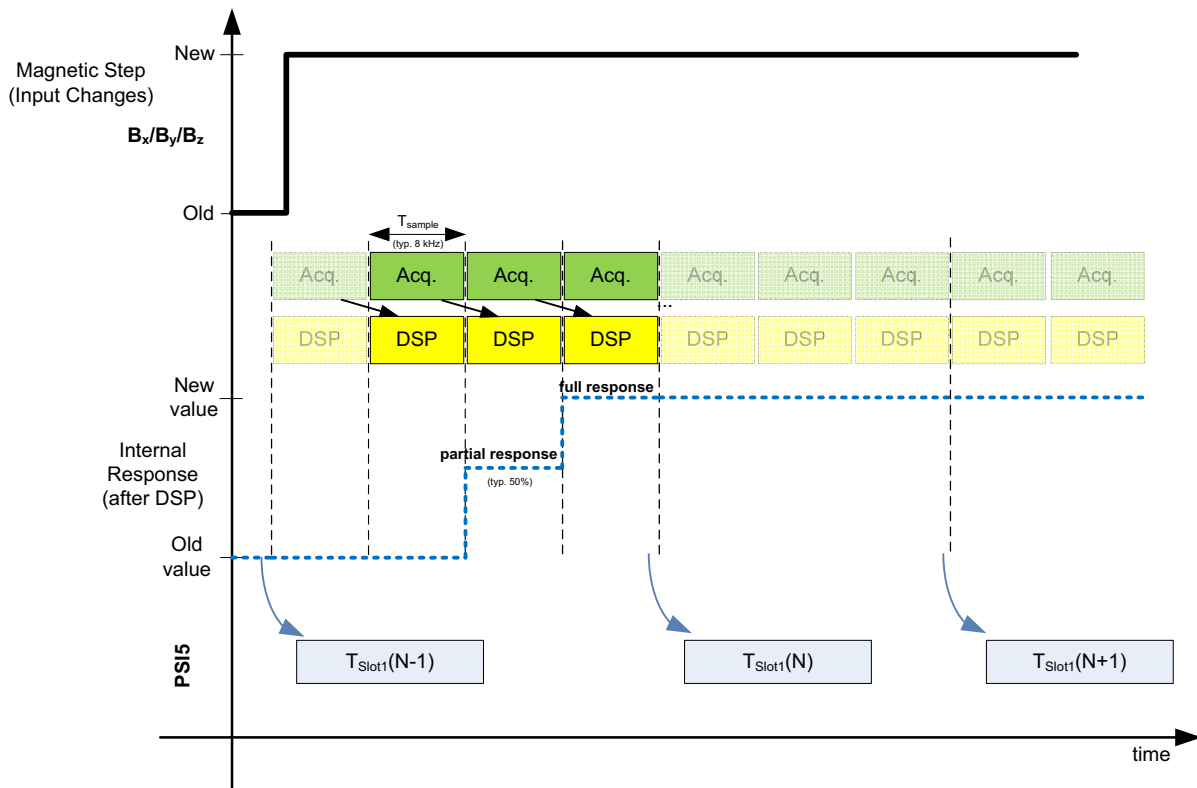 New
Magnetic Step
(Input Changes)
Bx/By/Bz
Old
Tsample
(typ. 8 kHz)
Acq. Acq. Acq. Acq. Acq. Acq. Acq. Acq. Acq.
...
DSP DSP DSP DSP DSP DSP DSP DSP DSP
New
value
full response
Internal
Response
(after DSP)
partial response
(typ. 50%)
Old
value
PSI5
TSlot1(N-1) TSlot1(N) TSlot1(N+1)
time